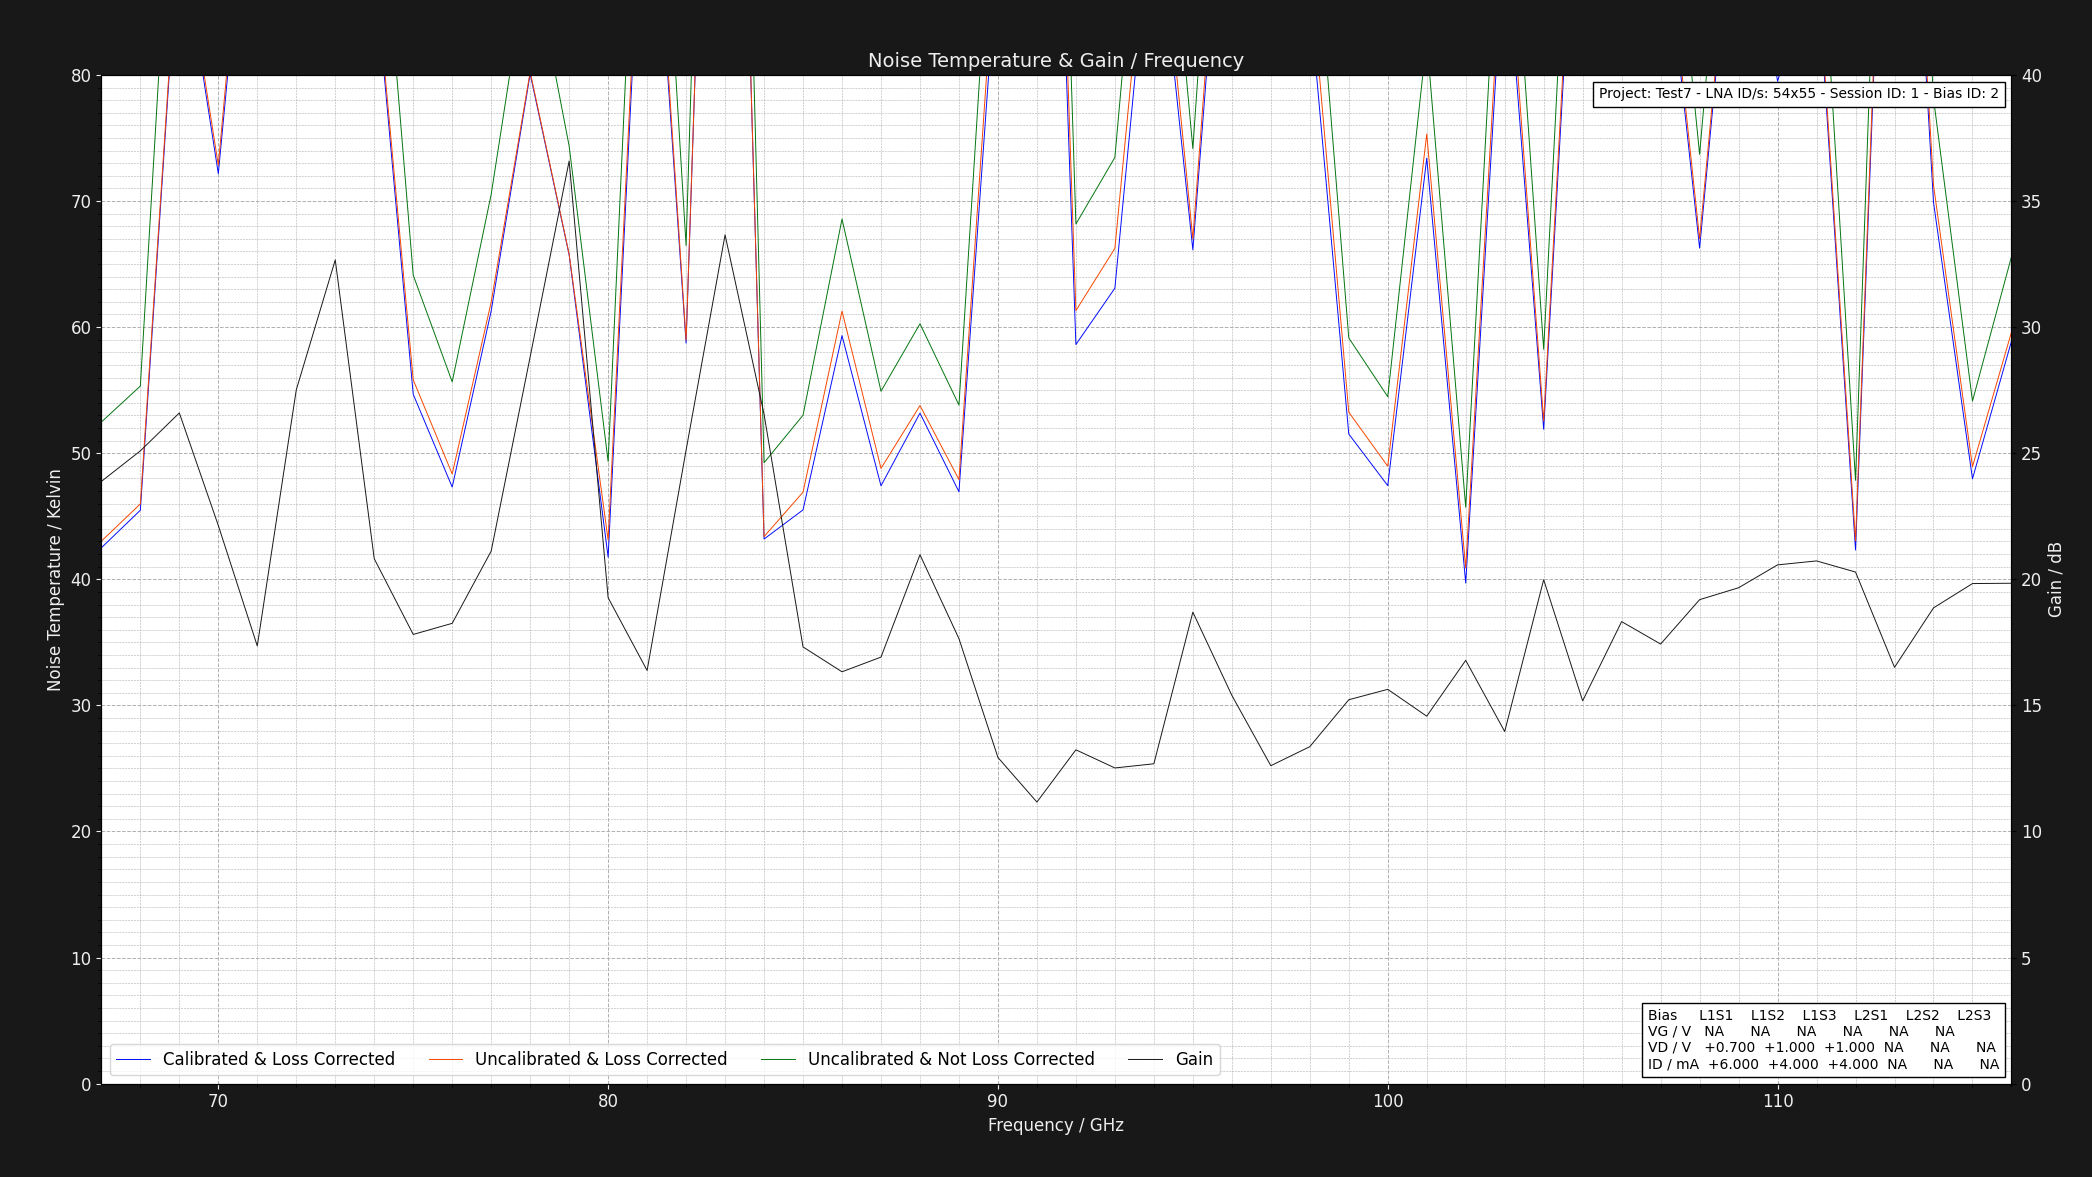 Noise Temperature & Gain / Frequency
Project: Test7 - LNA ID/s: 54x55 - Session ID: 1 - Bias ID: 2
80
70
60
50
40
30
20
10
0
Noise Temperature / Kelvin
40
35
30
25
20
15
10
5
0
Gain / dB
Bias L1S1 L1S2 L1S3 L2S1 L2S2 L2S3
VG / V NA NA NA NA NA NA
VD / V +0.700 +1.000 +1.000 NA NA NA
ID / mA +6.000 +4.000 +4.000 NA NA NA
Calibrated & Loss Corrected Uncalibrated & Loss Corrected Uncalibrated & Not Loss Corrected Gain
70 80 90 100 110
Frequency / GHz